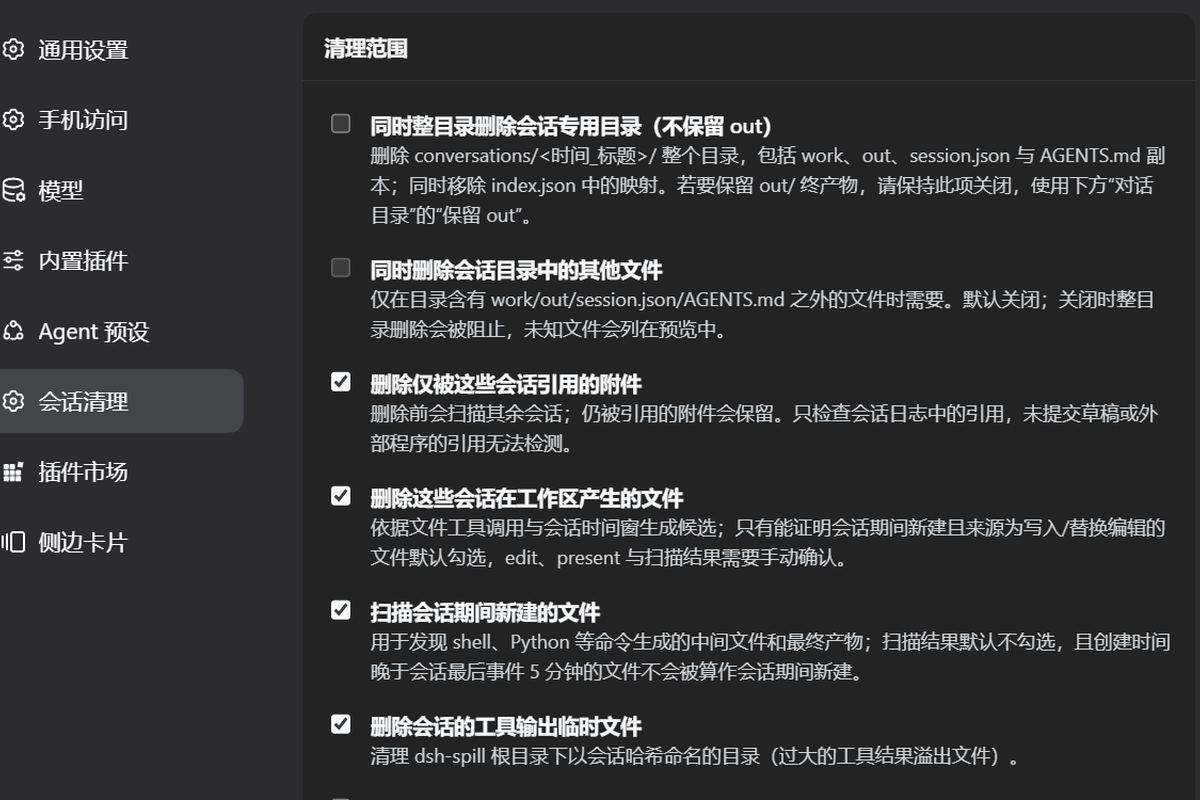 通用设置
手机访问
模型
内置插件
Agent 预设
会话清理
插件市场
侧边卡片
清理范围
同时整目录删除会话专用目录（不保留 out）
删除 conversations/<时间_标题>/ 整个目录，包括 work、out、session.json 与 AGENTS.md 副
本；同时移除 index.json 中的映射。若要保留 out/ 终产物，请保持此项关闭，使用下方“对话
目录”的“保留 out”。
同时删除会话目录中的其他文件
仅在目录含有 work/out/session.json/AGENTS.md 之外的文件时需要。默认关闭；关闭时整目
录删除会被阻止，未知文件会列在预览中。
删除仅被这些会话引用的附件
删除前会扫描其余会话；仍被引用的附件会保留。只检查会话日志中的引用，未提交草稿或外
部程序的引用无法检测。
删除这些会话在工作区产生的文件
依据文件工具调用与会话时间窗生成候选；只有能证明会话期间新建且来源为写入/替换编辑的
文件默认勾选，edit、present 与扫描结果需要手动确认。
扫描会话期间新建的文件
用于发现 shell、Python 等命令生成的中间文件和最终产物；扫描结果默认不勾选，且创建时间
晚于会话最后事件 5 分钟的文件不会被算作会话期间新建。
删除会话的工具输出临时文件
清理 dsh-spill 根目录下以会话哈希命名的目录（过大的工具结果溢出文件）。